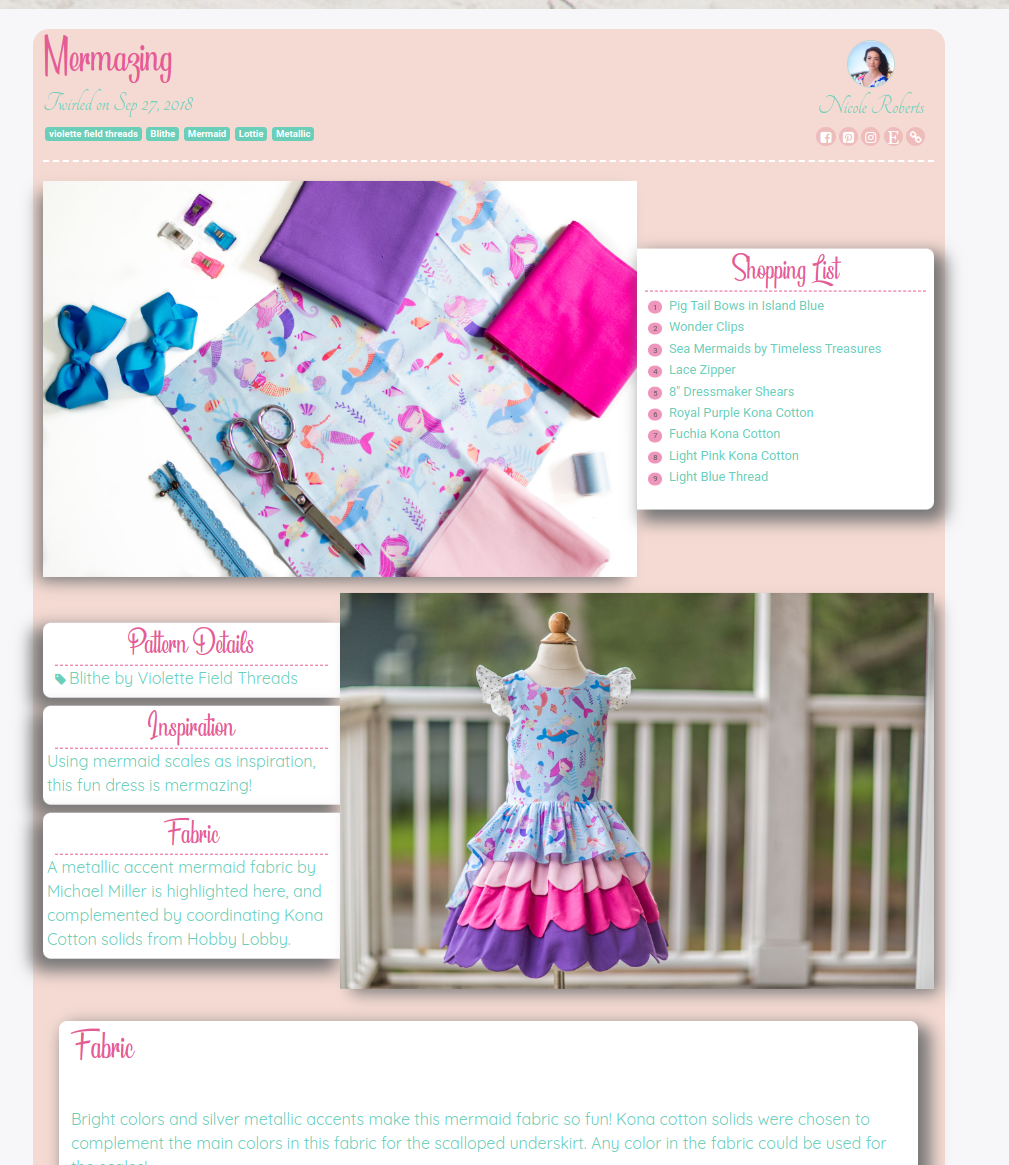 Mermazing
Twirled on Sep 27, 2018
violette field threads Blithe Mermaid Lottie Metallic
Nicole Roberts
Shopping List
1 Pig Tail Bows in Island Blue
2 Wonder Clips
3 Sea Mermaids by Timeless Treasures
4 Lace Zipper
5 8" Dressmaker Shears
6 Royal Purple Kona Cotton
7 Fuchia Kona Cotton
8 Light Pink Kona Cotton
9 Light Blue Thread
Pattern Details
Blithe by Violette Field Threads
Inspiration
Using mermaid scales as inspiration,
this fun dress is mermazing!
Fabric
A metallic accent mermaid fabric by
Michael Miller is highlighted here, and
complemented by coordinating Kona
Cotton solids from Hobby Lobby.
Fabric
Bright colors and silver metallic accents make this mermaid fabric so fun! Kona cotton solids were chosen to
complement the main colors in this fabric for the scalloped underskirt. Any color in the fabric could be used for
the scales!